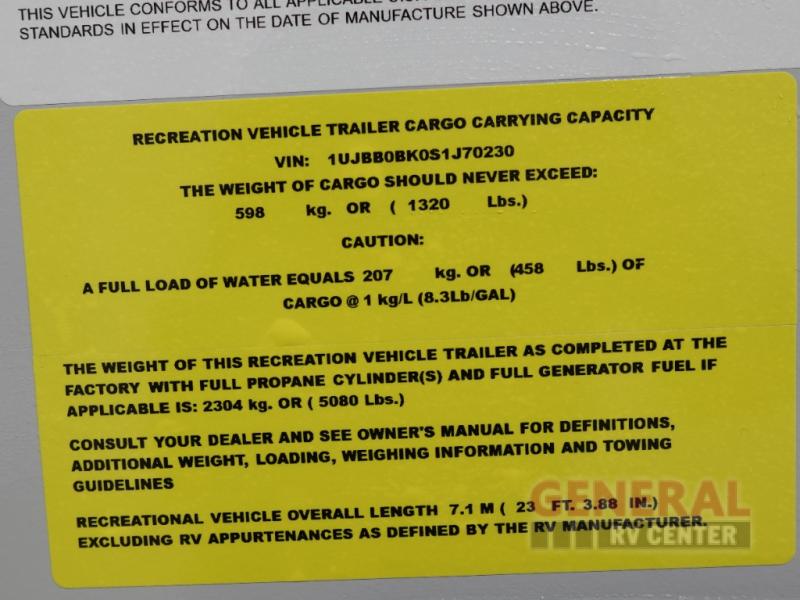 THIS VEHICLE CONFORMS TO ALL
STANDARDS IN EFFECT ON THE DATE OF MANUFACTURE SHOWN ABOVE.
RECREATION VEHICLE TRAILER CARGO CARRYING CAPACITY
VIN: 1UJBB0BK0S1J70230
THE WEIGHT OF CARGO SHOULD NEVER EXCEED:
598 kg. OR ( 1320 Lbs.)
CAUTION:
A FULL LOAD OF WATER EQUALS 207 kg. OR (458 Lbs.) OF
CARGO @ 1 kg/L (8.3Lb/GAL)
THE WEIGHT OF THIS RECREATION VEHICLE TRAILER AS COMPLETED AT THE
FACTORY WITH FULL PROPANE CYLINDER(S) AND FULL GENERATOR FUEL IF
APPLICABLE IS: 2304 kg. OR ( 5080 Lbs.)
CONSULT YOUR DEALER AND SEE OWNER'S MANUAL FOR DEFINITIONS,
ADDITIONAL WEIGHT, LOADING, WEIGHING INFORMATION AND TOWING
GUIDELINES
RECREATIONAL VEHICLE OVERALL LENGTH 7.1 M ( 23 FT. 3.88 IN.)
EXCLUDING RV APPURTENANCES AS DEFINED BY THE RV MANUFACTURER.
GENERAL
RV CENTER